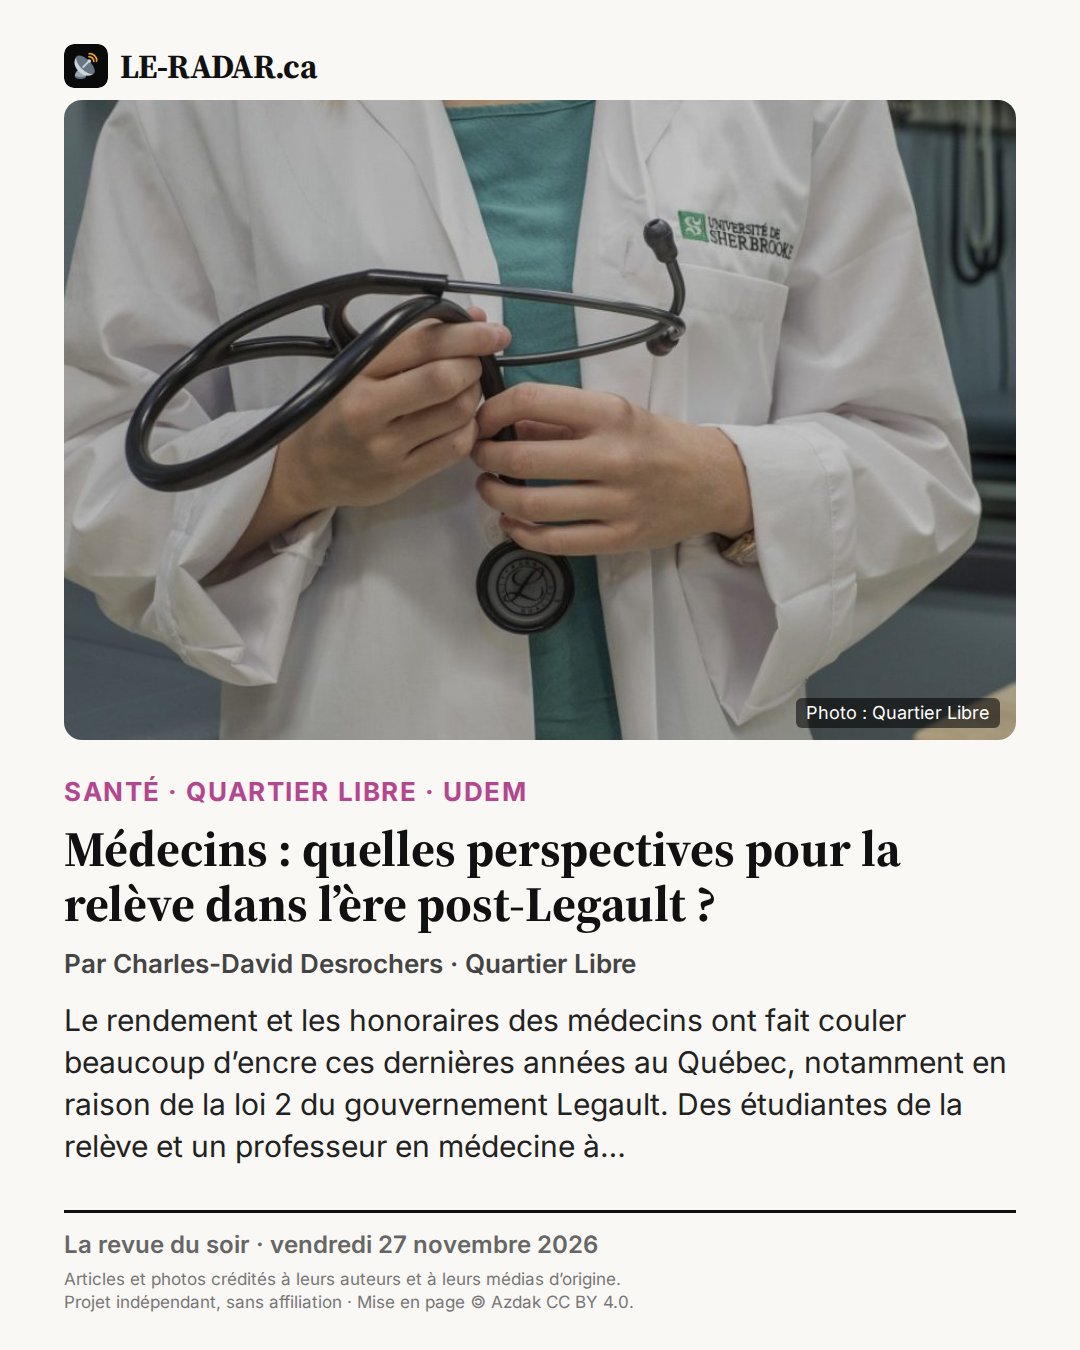 LE-RADAR.ca
UNIVERSITÉ DE
SHERBROOKE
Photo : Quartier Libre
SANTÉ · QUARTIER LIBRE · UDEM
Médecins : quelles perspectives pour la
relève dans l’ère post-Legault ?
Par Charles-David Desrochers · Quartier Libre
Le rendement et les honoraires des médecins ont fait couler
beaucoup d’encre ces dernières années au Québec, notamment en
raison de la loi 2 du gouvernement Legault. Des étudiantes de la
relève et un professeur en médecine à…
La revue du soir · vendredi 27 novembre 2026
Articles et photos crédités à leurs auteurs et à leurs médias d’origine.
Projet indépendant, sans affiliation · Mise en page 🄯 Azdak CC BY 4.0.